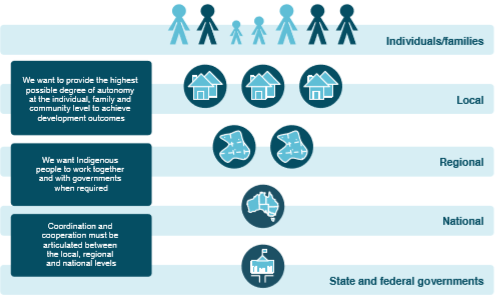 Individuals/families
We want to provide the highest
possible degree of autonomy
at the individual, family and
community level to achieve
development outcomes
Local
We want Indigenous
people to work together
and with governments
when required
Regional
National
Coordination and
cooperation must be
articulated between
the local, regional
and national levels
State and federal governments